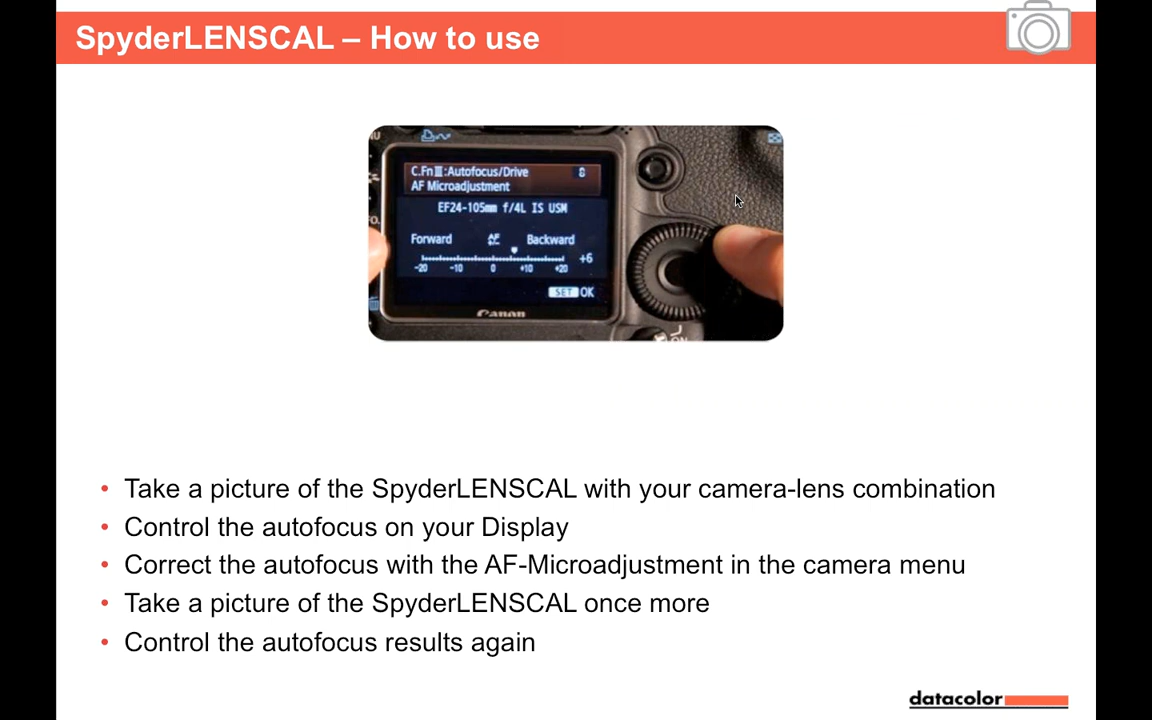 SpyderLENSCAL – How to use
C.Fn III:Autofocus/Drive 8
AF Microadjustment
EF24-105mm f/4L IS USM
Forward AF Backward
+6
-20 -10 0 +10 +20
SET OK
Canon
• Take a picture of the SpyderLENSCAL with your camera-lens combination
• Control the autofocus on your Display
• Correct the autofocus with the AF-Microadjustment in the camera menu
• Take a picture of the SpyderLENSCAL once more
• Control the autofocus results again
datacolor